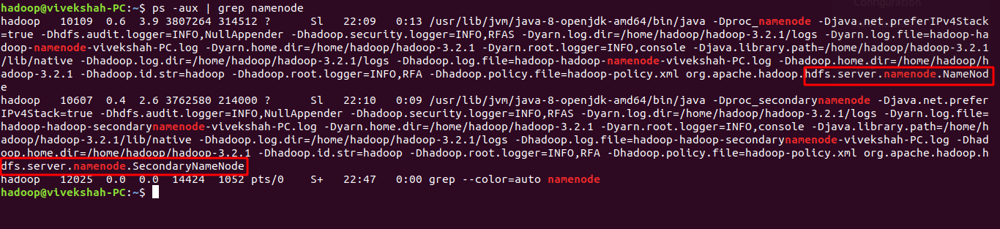 Configuration
hadoop@vivekshah-PC:~$ ps -aux | grep namenode
hadoop   10109  0.6  3.9 3807264 314512 ?      Sl   22:09   0:13 /usr/lib/jvm/java-8-openjdk-amd64/bin/java -Dproc_namenode -Djava.net.preferIPv4Stack
=true -Dhdfs.audit.logger=INFO,NullAppender -Dhadoop.security.logger=INFO,RFAS -Dyarn.log.dir=/home/hadoop/hadoop-3.2.1/logs -Dyarn.log.file=hadoop-ha
doop-namenode-vivekshah-PC.log -Dyarn.home.dir=/home/hadoop/hadoop-3.2.1 -Dyarn.root.logger=INFO,console -Djava.library.path=/home/hadoop/hadoop-3.2.1
/lib/native -Dhadoop.log.dir=/home/hadoop/hadoop-3.2.1/logs -Dhadoop.log.file=hadoop-hadoop-namenode-vivekshah-PC.log -Dhadoop.home.dir=/home/hadoop/h
adoop-3.2.1 -Dhadoop.id.str=hadoop -Dhadoop.root.logger=INFO,RFA -Dhadoop.policy.file=hadoop-policy.xml org.apache.hadoop.hdfs.server.namenode.NameNod
e
hadoop   10607  0.4  2.6 3762580 214000 ?      Sl   22:10   0:09 /usr/lib/jvm/java-8-openjdk-amd64/bin/java -Dproc_secondarynamenode -Djava.net.prefer
IPv4Stack=true -Dhdfs.audit.logger=INFO,NullAppender -Dhadoop.security.logger=INFO,RFAS -Dyarn.log.dir=/home/hadoop/hadoop-3.2.1/logs -Dyarn.log.file=
hadoop-hadoop-secondarynamenode-vivekshah-PC.log -Dyarn.home.dir=/home/hadoop/hadoop-3.2.1 -Dyarn.root.logger=INFO,console -Djava.library.path=/home/h
adoop/hadoop-3.2.1/lib/native -Dhadoop.log.dir=/home/hadoop/hadoop-3.2.1/logs -Dhadoop.log.file=hadoop-hadoop-secondarynamenode-vivekshah-PC.log -Dhad
oop.home.dir=/home/hadoop/hadoop-3.2.1 -Dhadoop.id.str=hadoop -Dhadoop.root.logger=INFO,RFA -Dhadoop.policy.file=hadoop-policy.xml org.apache.hadoop.h
dfs.server.namenode.SecondaryNameNode
hadoop   12025  0.0  0.0  14424  1052 pts/0    S+   22:47   0:00 grep --color=auto namenode
hadoop@vivekshah-PC:~$